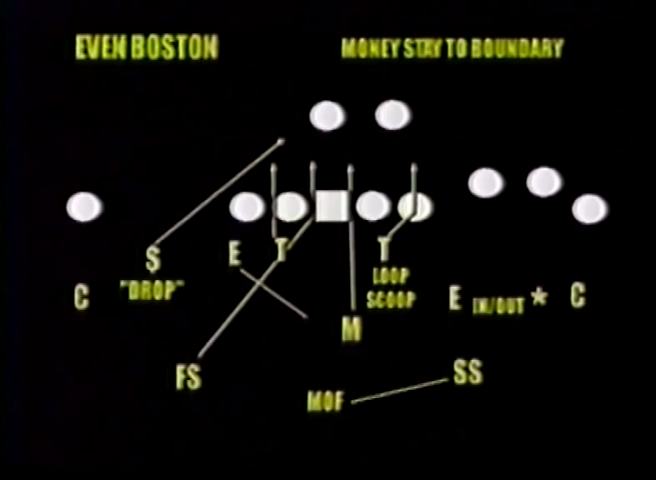 EVEN BOSTON
MONEY STAY TO BOUNDARY
S
"DROP"
E
T
T
LOOP
SCOOP
C
E
IN/OUT *
C
M
FS
SS
MOF